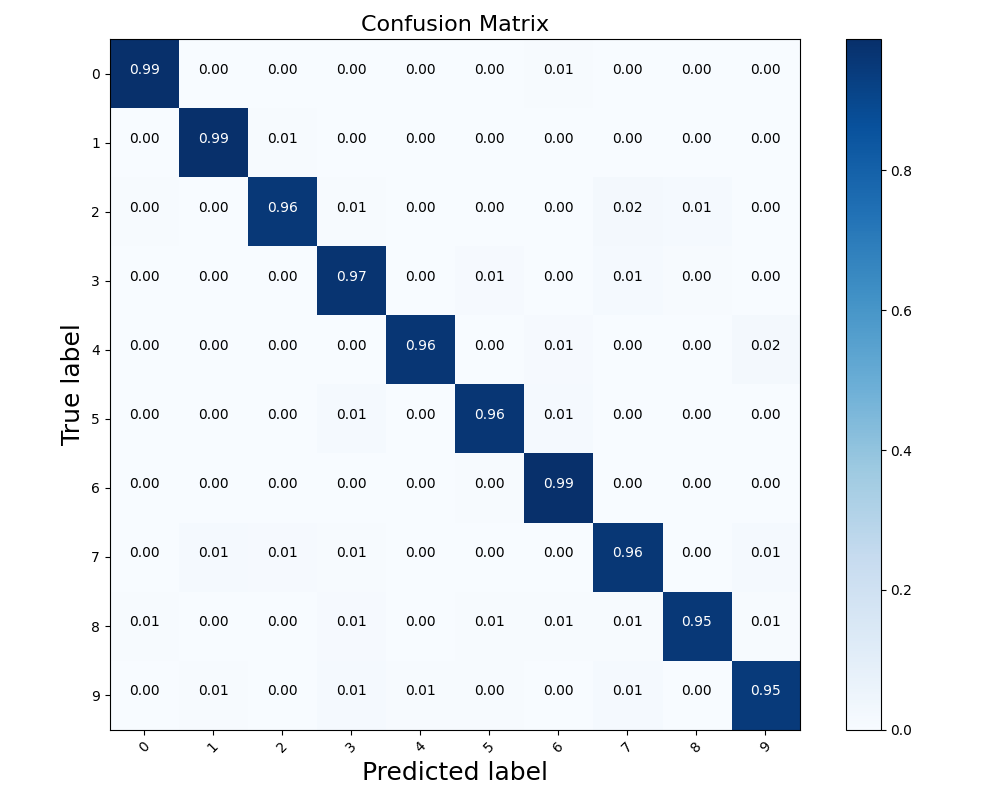 Confusion Matrix
0 0.99 0.00 0.00 0.00 0.00 0.00 0.01 0.00 0.00 0.00
1 0.00 0.99 0.01 0.00 0.00 0.00 0.00 0.00 0.00 0.00
2 0.00 0.00 0.96 0.01 0.00 0.00 0.00 0.02 0.01 0.00
3 0.00 0.00 0.00 0.97 0.00 0.01 0.00 0.01 0.00 0.00
4 0.00 0.00 0.00 0.00 0.96 0.00 0.01 0.00 0.00 0.02
5 0.00 0.00 0.00 0.01 0.00 0.96 0.01 0.00 0.00 0.00
6 0.00 0.00 0.00 0.00 0.00 0.00 0.99 0.00 0.00 0.00
7 0.00 0.01 0.01 0.01 0.00 0.00 0.00 0.96 0.00 0.01
8 0.01 0.00 0.00 0.01 0.00 0.01 0.01 0.01 0.95 0.01
9 0.00 0.01 0.00 0.01 0.01 0.00 0.00 0.01 0.00 0.95
0 1 2 3 4 5 6 7 8 9
Predicted label
True label
0.8
0.6
0.4
0.2
0.0